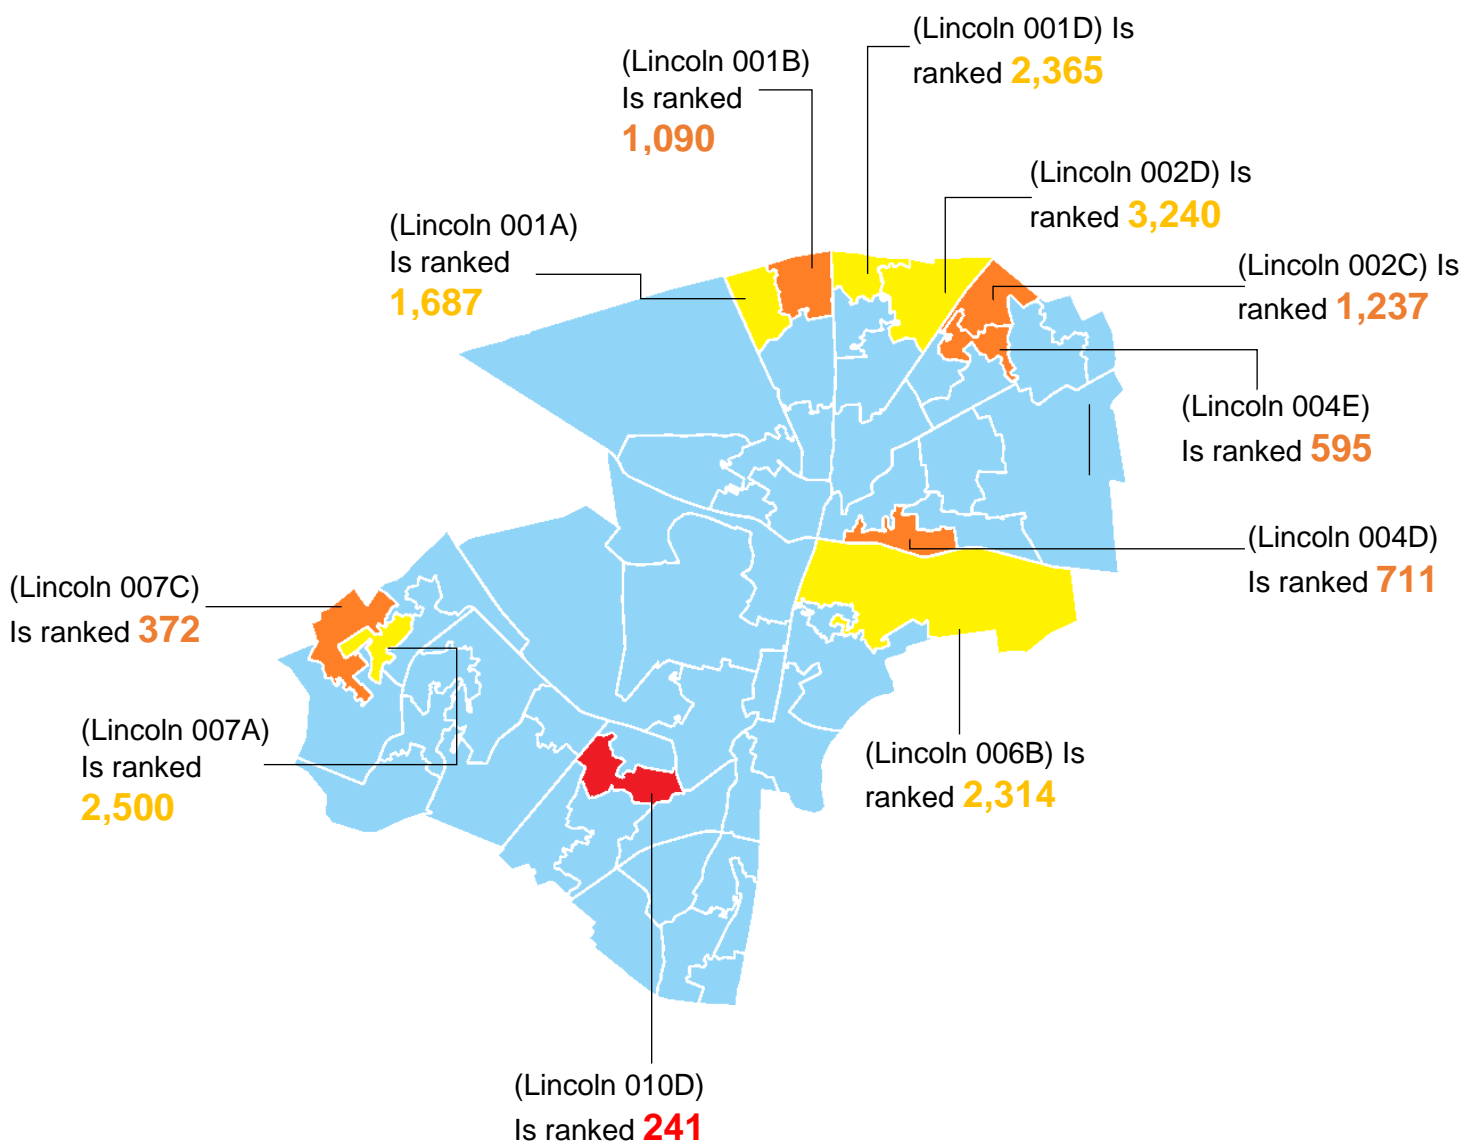 (Lincoln 001D) Is
ranked 2,365
(Lincoln 001B)
Is ranked
1,090
(Lincoln 002D) Is
ranked 3,240
(Lincoln 001A)
Is ranked
1,687
(Lincoln 002C) Is
ranked 1,237
(Lincoln 004E)
Is ranked 595
(Lincoln 004D)
Is ranked 711
(Lincoln 007C)
Is ranked 372
(Lincoln 007A)
Is ranked
2,500
(Lincoln 006B) Is
ranked 2,314
(Lincoln 010D)
Is ranked 241